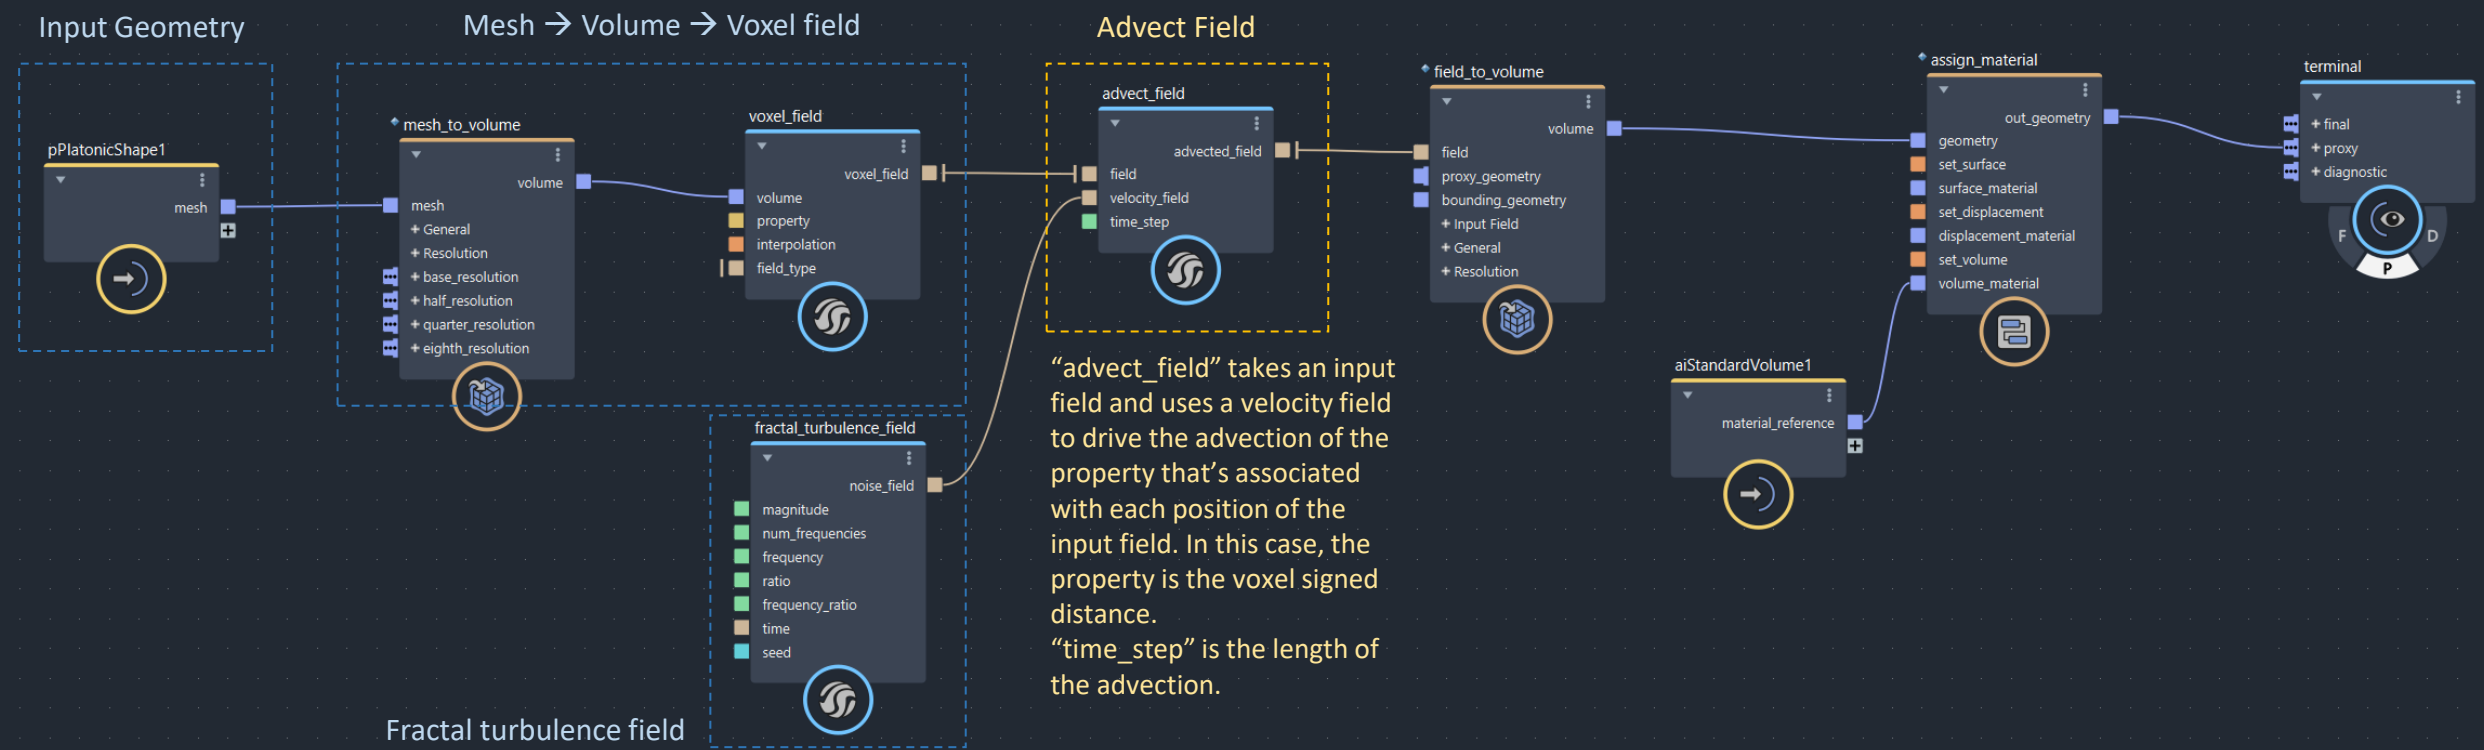 Input Geometry
Mesh → Volume → Voxel field
Advect Field
pPlatonicShape1
mesh
mesh_to_volume
volume
mesh
+ General
+ Resolution
+ base_resolution
+ half_resolution
+ quarter_resolution
+ eighth_resolution
voxel_field
voxel_field
volume
property
interpolation
field_type
fractal_turbulence_field
noise_field
magnitude
num_frequencies
frequency
ratio
frequency_ratio
time
seed
Fractal turbulence field
advect_field
advected_field
field
velocity_field
time_step
“advect_field” takes an input
field and uses a velocity field
to drive the advection of the
property that’s associated
with each position of the
input field. In this case, the
property is the voxel signed
distance.
“time_step” is the length of
the advection.
field_to_volume
volume
field
proxy_geometry
bounding_geometry
+ Input Field
+ General
+ Resolution
aiStandardVolume1
material_reference
assign_material
out_geometry
geometry
set_surface
surface_material
set_displacement
displacement_material
set_volume
volume_material
terminal
+ final
+ proxy
+ diagnostic
F
D
P